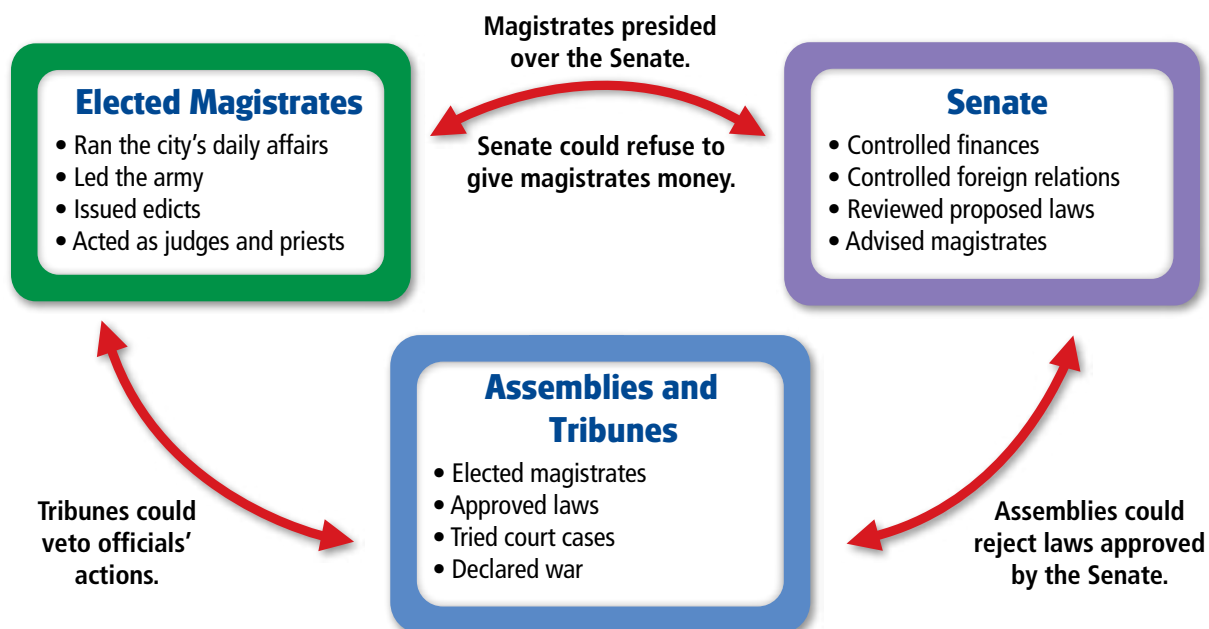 Magistrates presided
over the Senate.
Elected Magistrates
• Ran the city’s daily affairs
• Led the army
• Issued edicts
• Acted as judges and priests
Senate could refuse to
give magistrates money.
Senate
• Controlled finances
• Controlled foreign relations
• Reviewed proposed laws
• Advised magistrates
Assemblies and
Tribunes
• Elected magistrates
• Approved laws
• Tried court cases
• Declared war
Tribunes could
veto officials’
actions.
Assemblies could
reject laws approved
by the Senate.